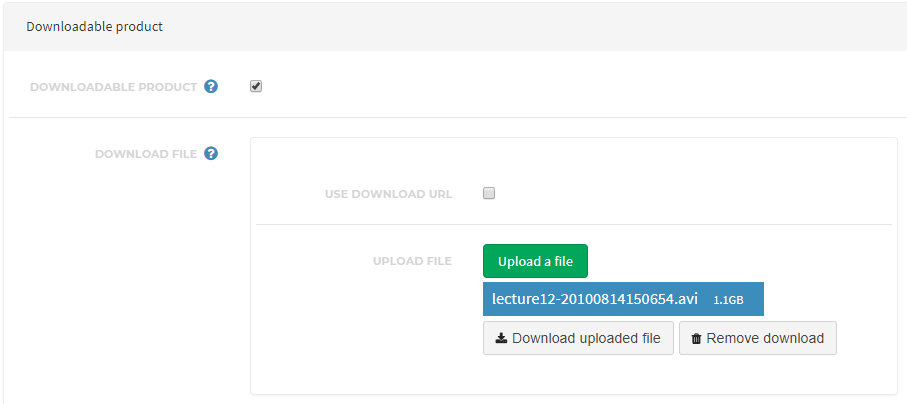 Downloadable product
DOWNLOADABLE PRODUCT ?
DOWNLOAD FILE ?
USE DOWNLOAD URL
UPLOAD FILE
Upload a file
lecture12-20100814150654.avi 1.1GB
Download uploaded file Remove download